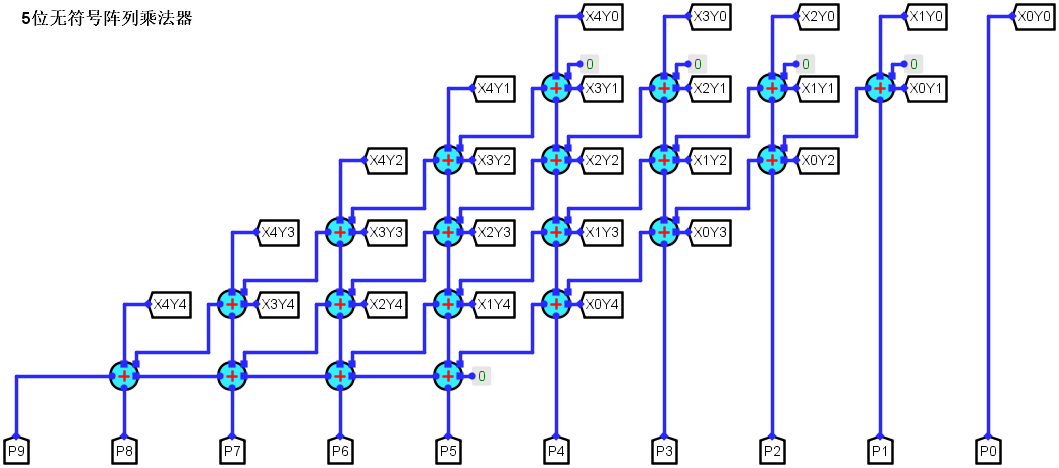 5位无符号阵列乘法器
X4Y0 X3Y0 X2Y0 X1Y0 X0Y0
0 0 0 0
X4Y1 X3Y1 X2Y1 X1Y1 X0Y1
X4Y2 X3Y2 X2Y2 X1Y2 X0Y2
X4Y3 X3Y3 X2Y3 X1Y3 X0Y3
X4Y4 X3Y4 X2Y4 X1Y4 X0Y4
0
P9 P8 P7 P6 P5 P4 P3 P2 P1 P0